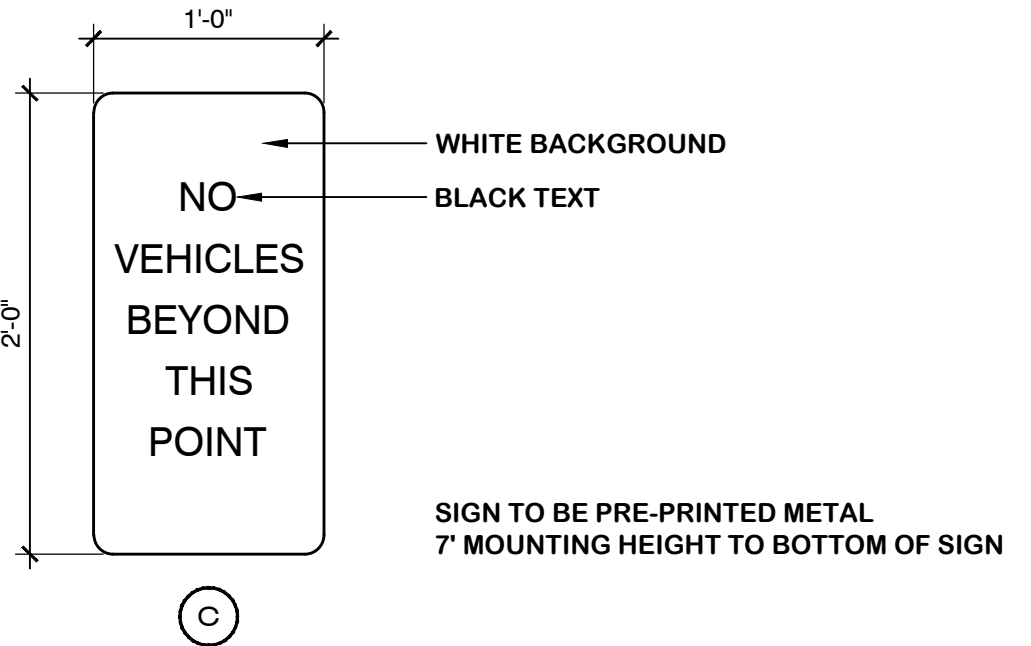 1'-0"
WHITE BACKGROUND
BLACK TEXT
NO
VEHICLES
BEYOND
THIS
POINT
2'-0"
SIGN TO BE PRE-PRINTED METAL
7' MOUNTING HEIGHT TO BOTTOM OF SIGN
C